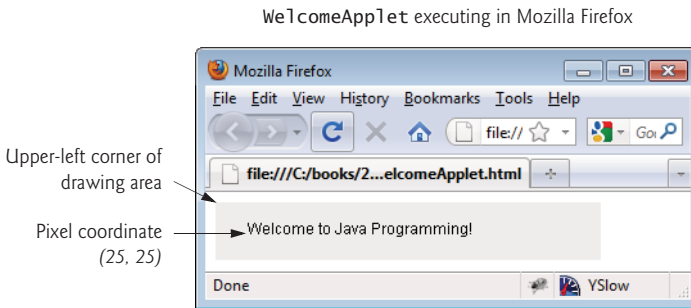 WelcomeApplet executing in Mozilla Firefox
Mozilla Firefox
File Edit View History Bookmarks Tools Help
file://
file:///C:/books/2...elcomeApplet.html
Upper-left corner of
drawing area
Welcome to Java Programming!
Pixel coordinate
(25, 25)
Done YSlow